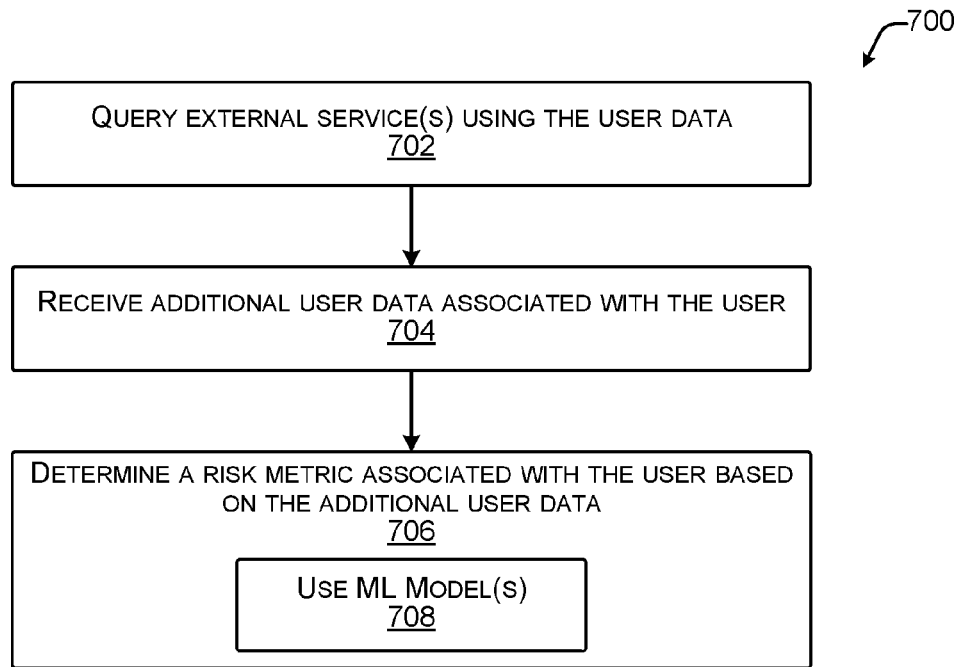 700
QUERY EXTERNAL SERVICE(S) USING THE USER DATA
702
RECEIVE ADDITIONAL USER DATA ASSOCIATED WITH THE USER
704
DETERMINE A RISK METRIC ASSOCIATED WITH THE USER BASED
ON THE ADDITIONAL USER DATA
706
USE ML MODEL(S)
708